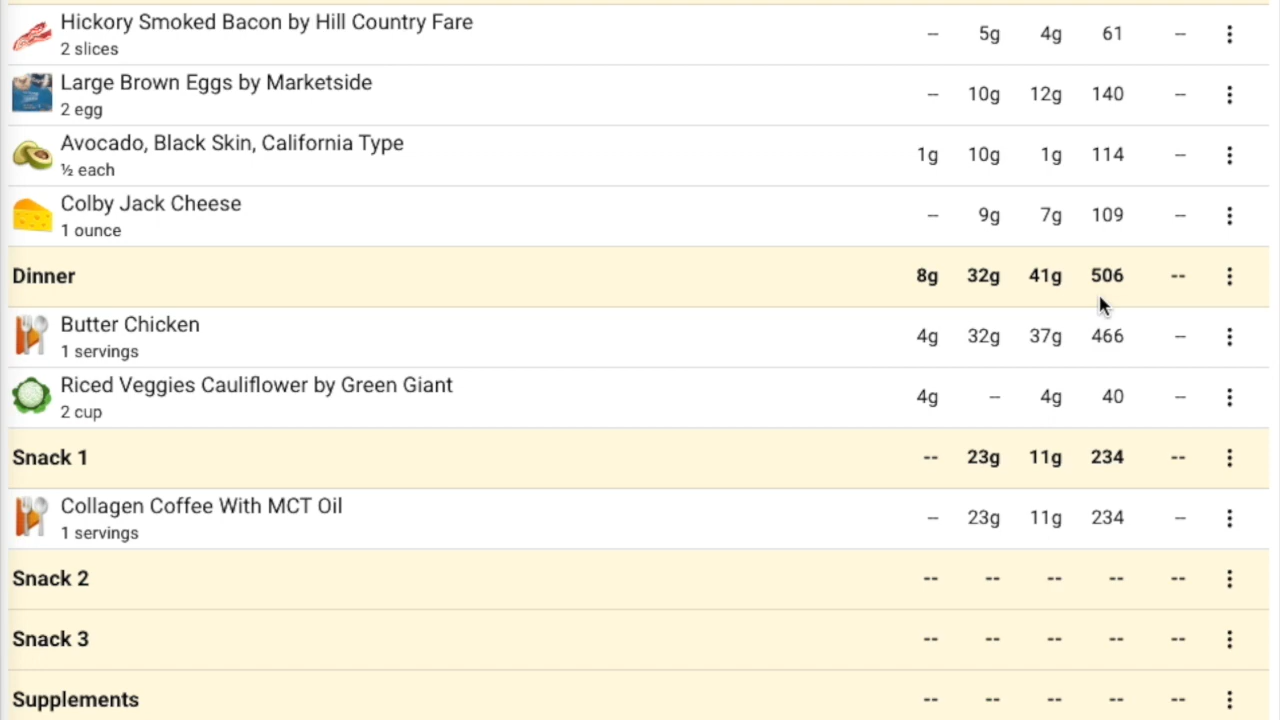 Hickory Smoked Bacon by Hill Country Fare
2 slices
-- 5g 4g 61 --
Large Brown Eggs by Marketside
2 egg
-- 10g 12g 140 --
Avocado, Black Skin, California Type
½ each
1g 10g 1g 114 --
Colby Jack Cheese
1 ounce
-- 9g 7g 109 --
Dinner 8g 32g 41g 506 --
Butter Chicken
1 servings
4g 32g 37g 466 --
Riced Veggies Cauliflower by Green Giant
2 cup
4g -- 4g 40 --
Snack 1 -- 23g 11g 234 --
Collagen Coffee With MCT Oil
1 servings
-- 23g 11g 234 --
Snack 2 -- -- -- -- --
Snack 3 -- -- -- -- --
Supplements -- -- -- -- --